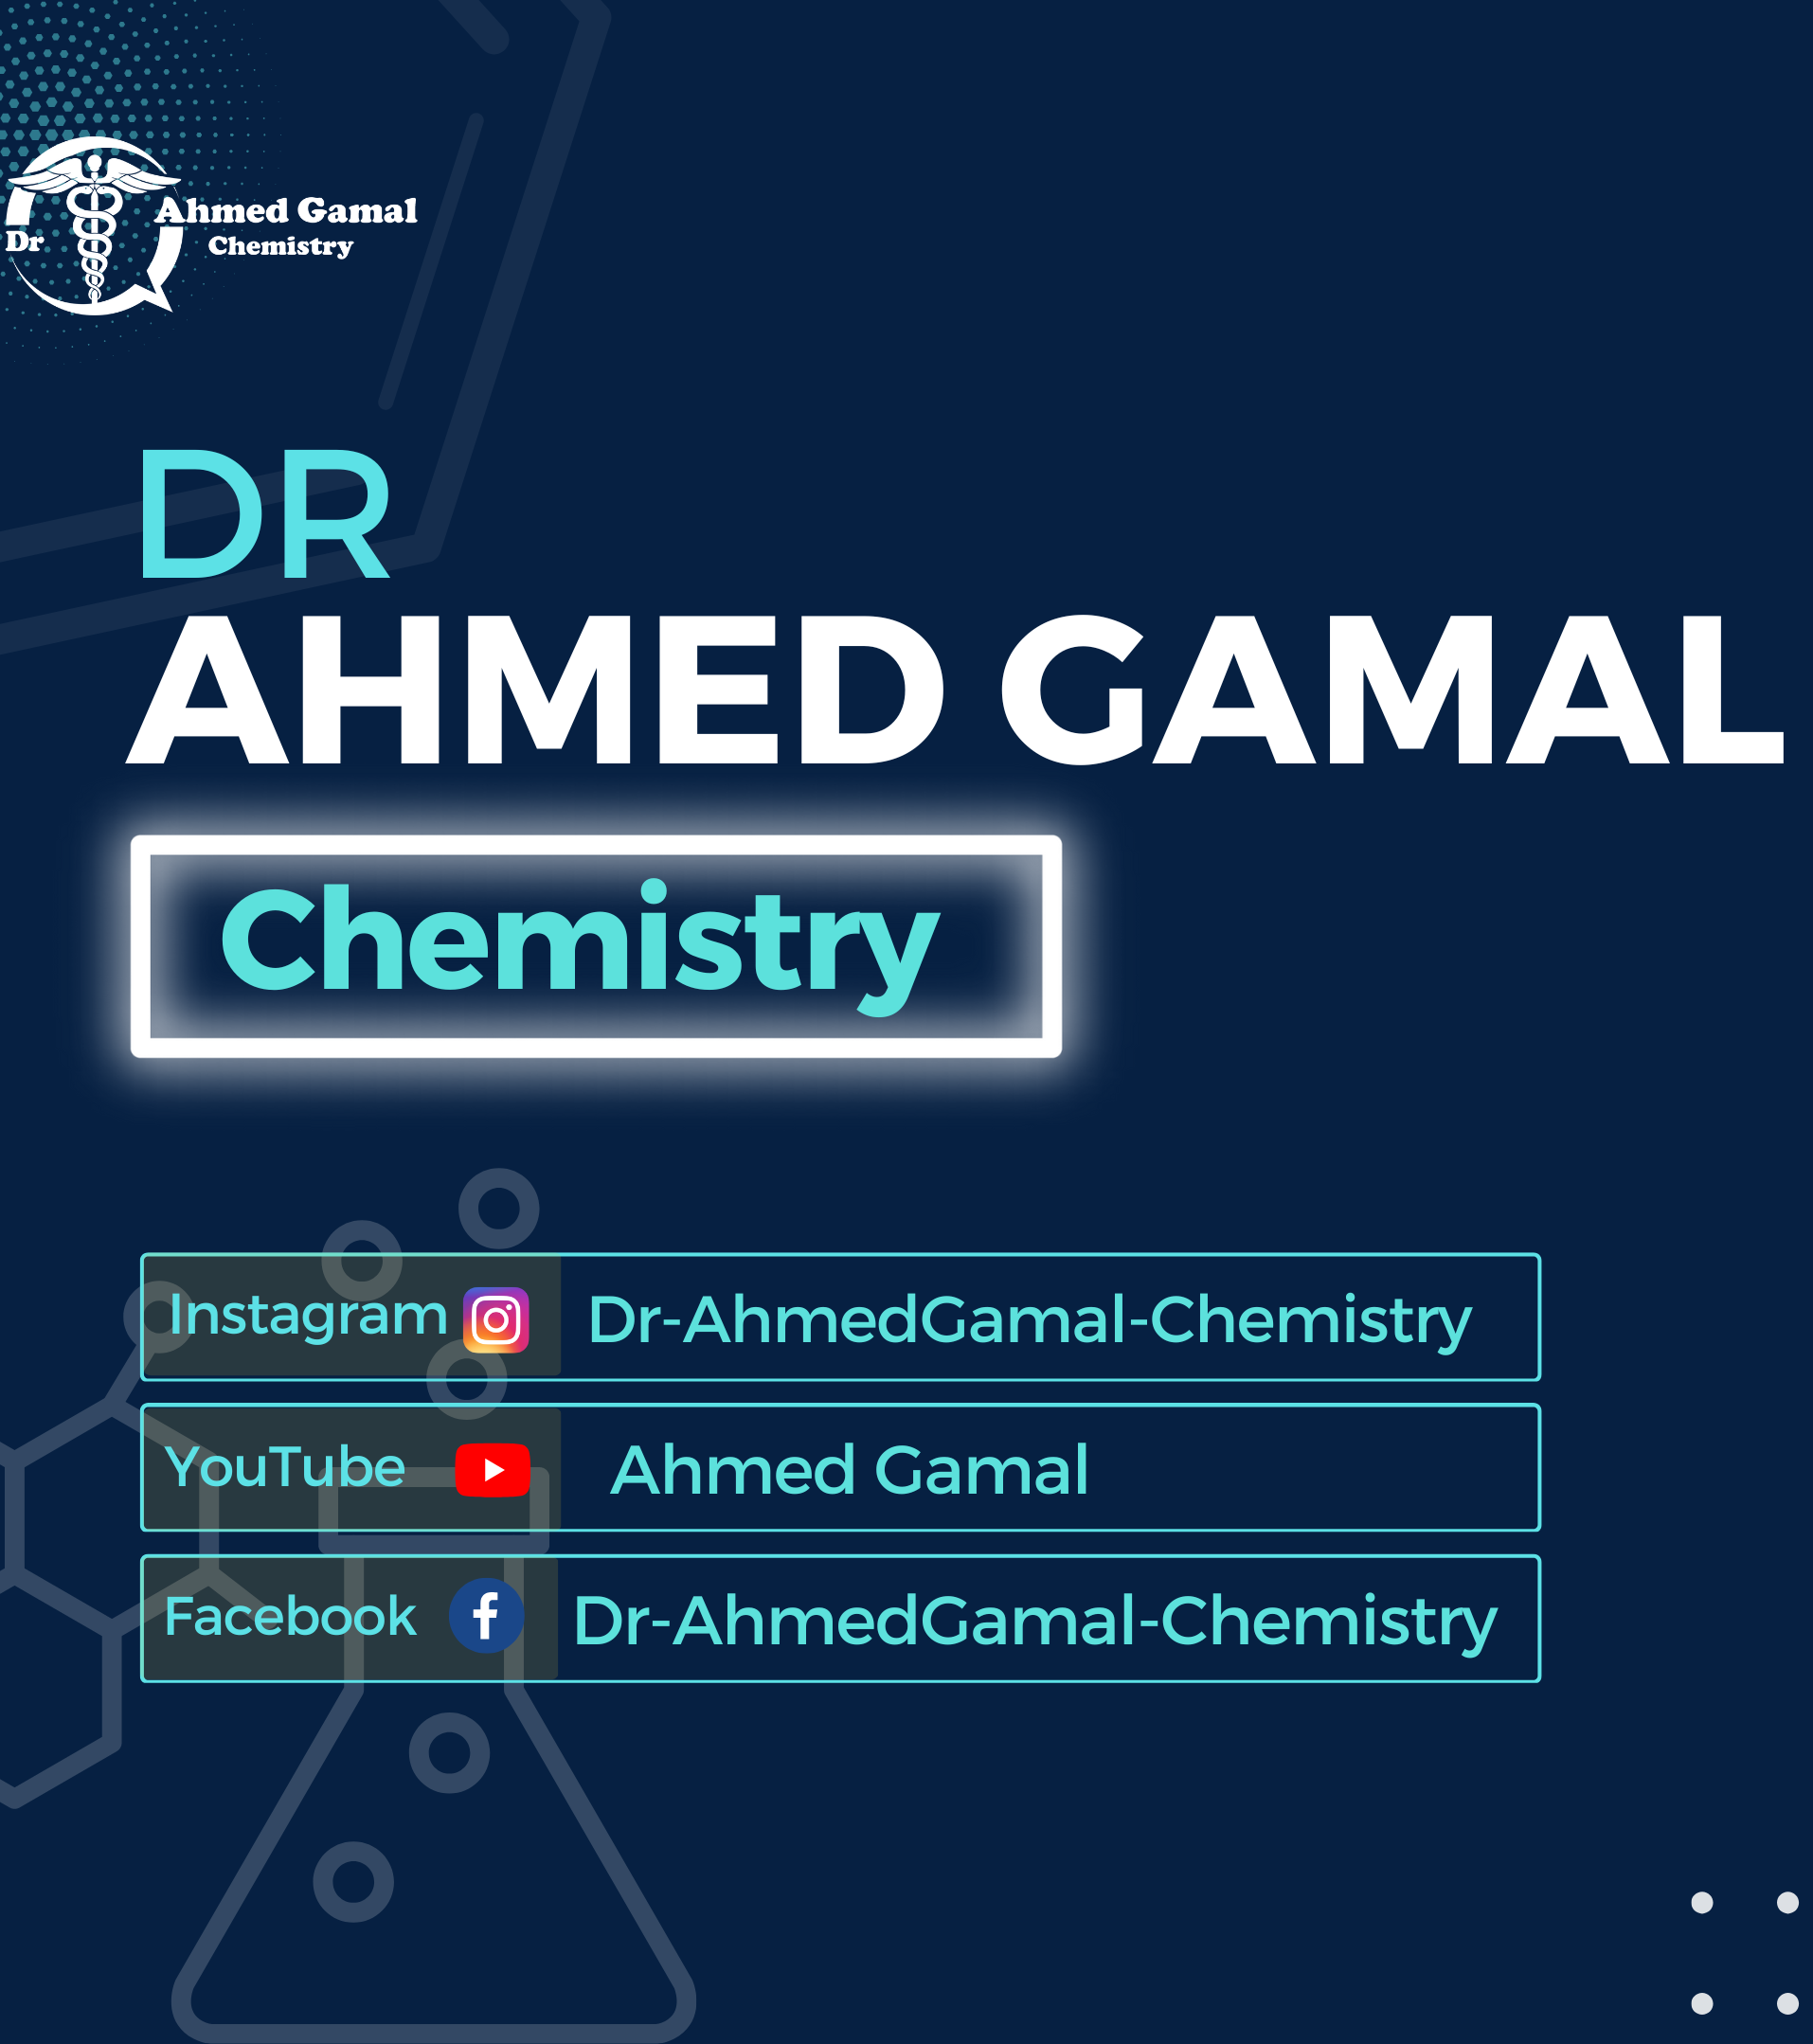 Ahmed Gamal
Dr
Chemistry
DR
AHMED GAMAL
Chemistry
Instagram Dr-AhmedGamal-Chemistry
YouTube Ahmed Gamal
Facebook Dr-AhmedGamal-Chemistry